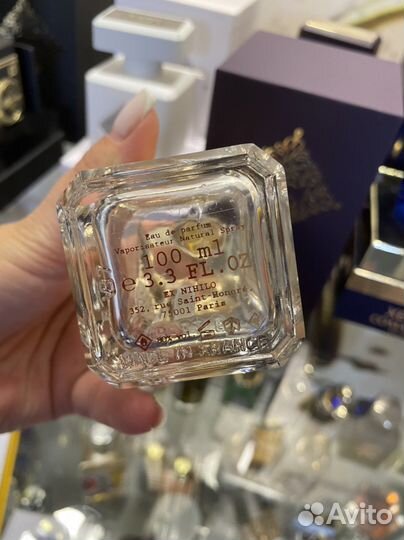 Eau de parfum
Vaporisateur Natural Spray
100 ml
e 3.3 FL.OZ
EX NIHILO
352, rue Saint-Honoré.
75001 Paris
MADE IN FRANCE
Avito